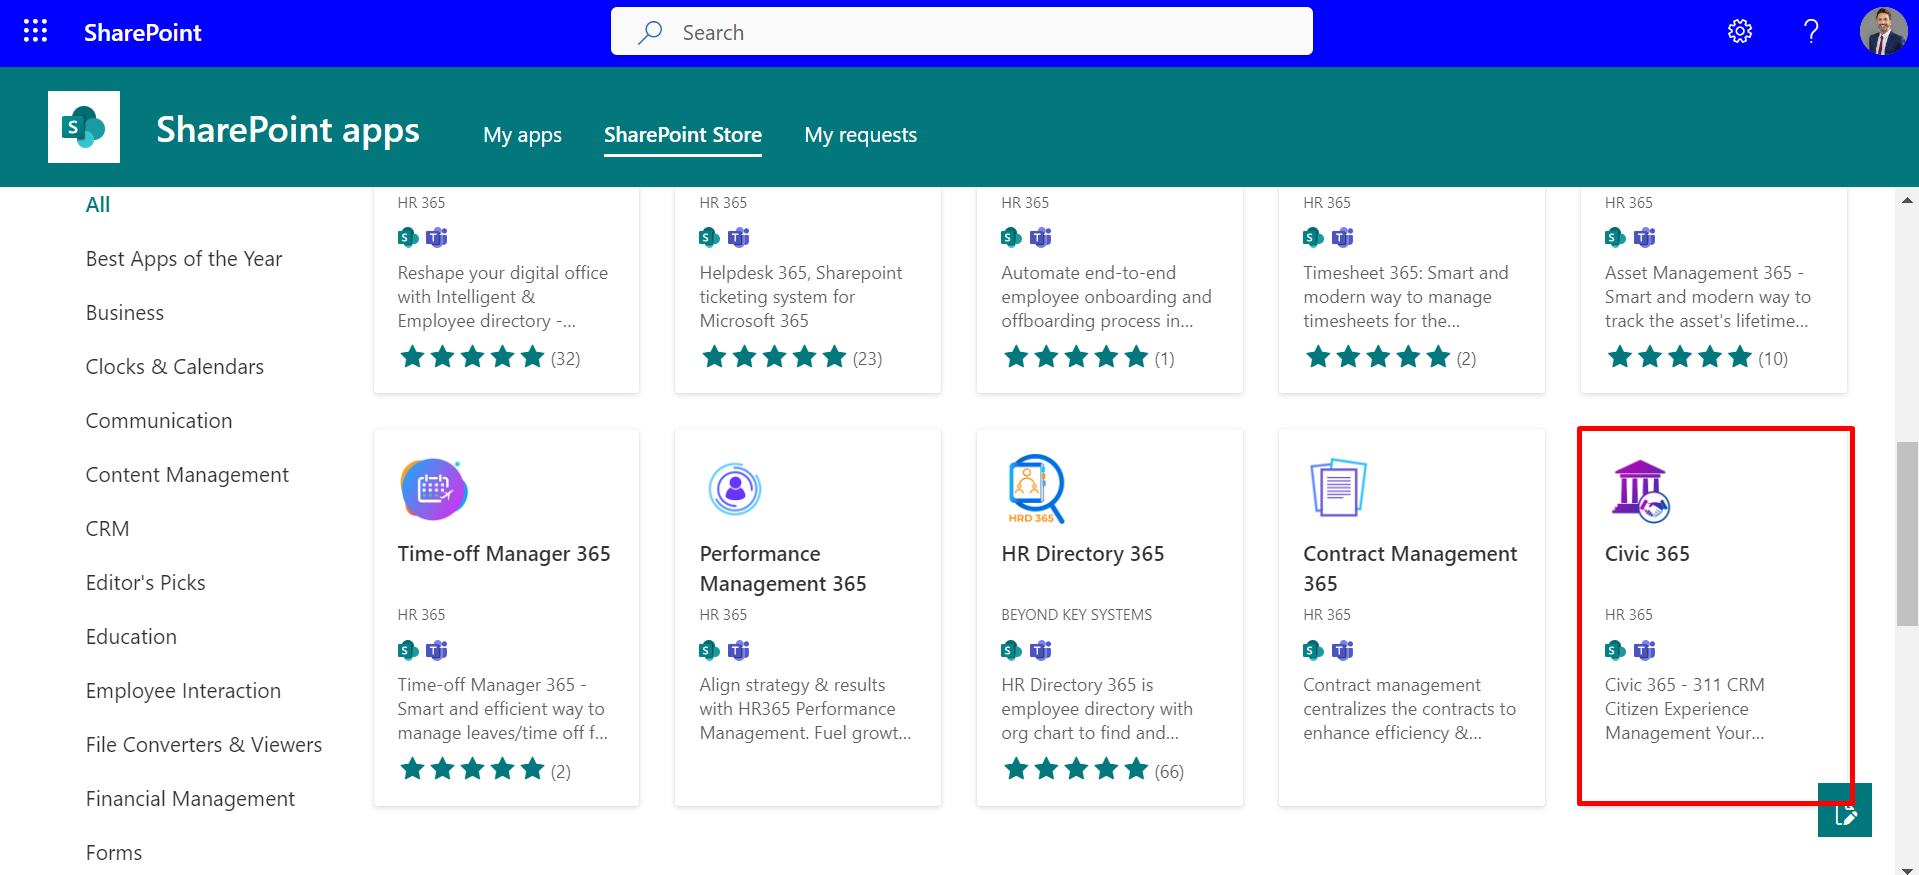 SharePoint
Search
SharePoint apps
My apps
SharePoint Store
My requests
All
Best Apps of the Year
Business
Clocks & Calendars
Communication
Content Management
CRM
Editor's Picks
Education
Employee Interaction
File Converters & Viewers
Financial Management
Forms
HR 365
Reshape your digital office
with Intelligent &
Employee directory -...
(32)
HR 365
Helpdesk 365, Sharepoint
ticketing system for
Microsoft 365
(23)
HR 365
Automate end-to-end
employee onboarding and
offboarding process in...
(1)
HR 365
Timesheet 365: Smart and
modern way to manage
timesheets for the...
(2)
HR 365
Asset Management 365 -
Smart and modern way to
track the asset's lifetime...
(10)
Time-off Manager 365
HR 365
Time-off Manager 365 -
Smart and efficient way to
manage leaves/time off f...
(2)
Performance
Management 365
HR 365
Align strategy & results
with HR365 Performance
Management. Fuel growt...
HRD 365
HR Directory 365
BEYOND KEY SYSTEMS
HR Directory 365 is
employee directory with
org chart to find and...
(66)
Contract Management
365
HR 365
Contract management
centralizes the contracts to
enhance efficiency &...
Civic 365
HR 365
Civic 365 - 311 CRM
Citizen Experience
Management Your...